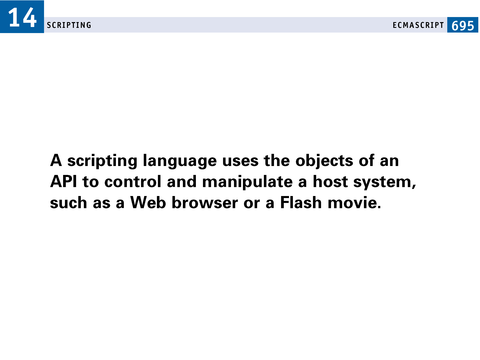 14 SCRIPTING ECMASCRIPT 695
A scripting language uses the objects of an
API to control and manipulate a host system,
such as a Web browser or a Flash movie.